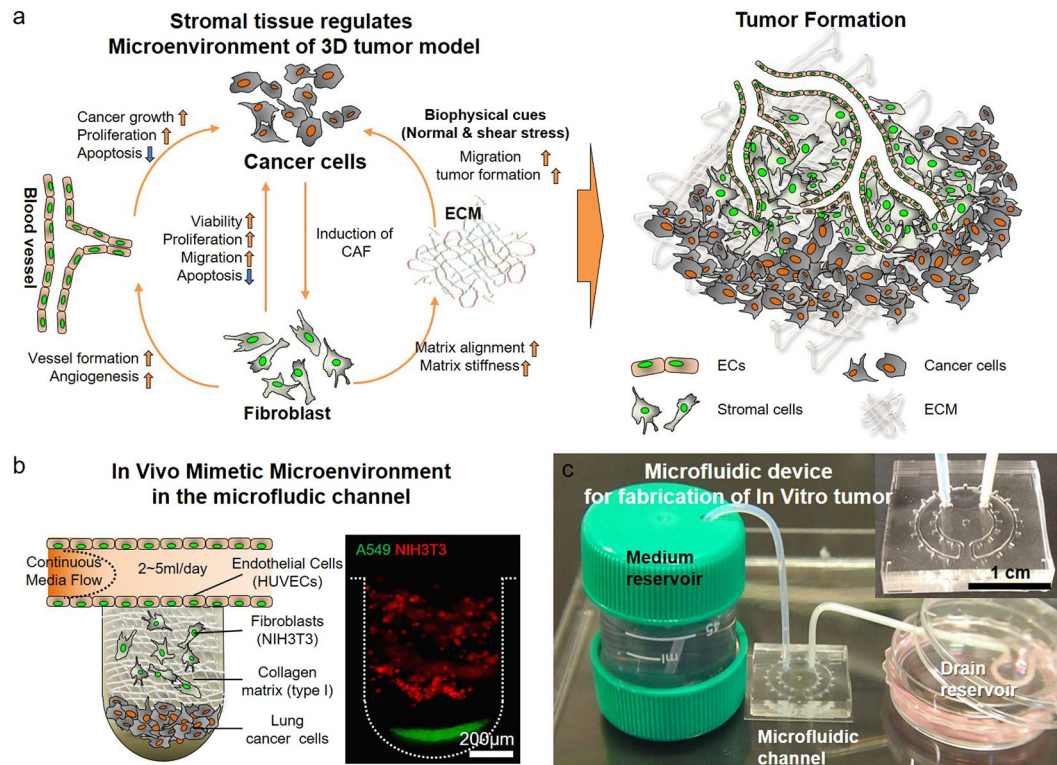 a
Stromal tissue regulates
Microenvironment of 3D tumor model
Cancer growth
Proliferation
Apoptosis
Cancer cells
Biophysical cues
(Normal & shear stress)
Migration
tumor formation
Blood vessel
Viability
Proliferation
Migration
Apoptosis
Induction of
CAF
ECM
Vessel formation
Angiogenesis
Fibroblast
Matrix alignment
Matrix stiffness
Tumor Formation
ECs
Cancer cells
Stromal cells
ECM
b
In Vivo Mimetic Microenvironment
in the microfludic channel
Continuous
Media Flow
2~5ml/day
Endothelial Cells
(HUVECs)
Fibroblasts
(NIH3T3)
Collagen
matrix (type I)
Lung
cancer cells
A549 NIH3T3
200μm
c
Microfluidic device
for fabrication of In Vitro tumor
1 cm
Medium
reservoir
45
ml
Drain
reservoir
Microfluidic
channel